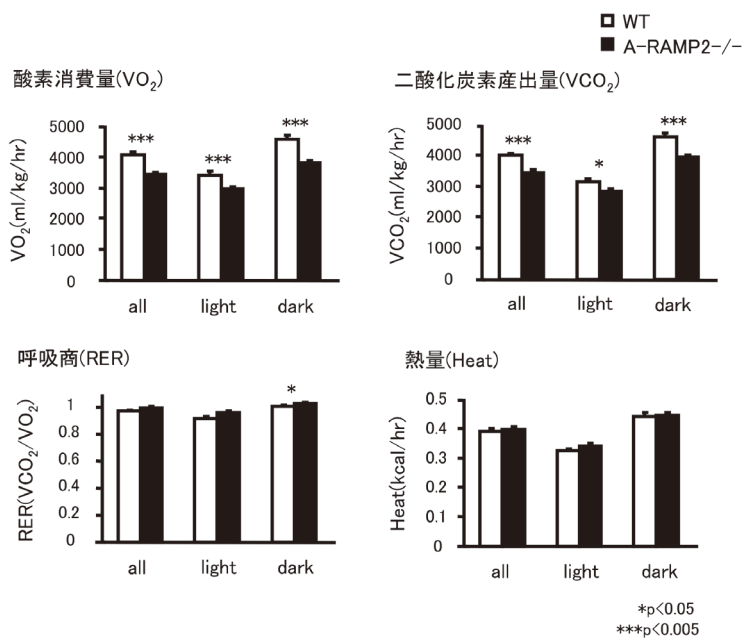 WT
A-RAMP2-/-
酸素消費量(VO2)
VO2(ml/kg/hr)
5000
4000
3000
2000
1000
0
***
***
***
all light dark
二酸化炭素産出量(VCO2)
VCO2(ml/kg/hr)
5000
4000
3000
2000
1000
0
***
*
***
all light dark
呼吸商(RER)
RER(VCO2/VO2)
1
0.8
0.6
0.4
0.2
0
*
all light dark
熱量(Heat)
Heat(kcal/hr)
0.5
0.4
0.3
0.2
0.1
0
all light dark
*p<0.05
***p<0.005